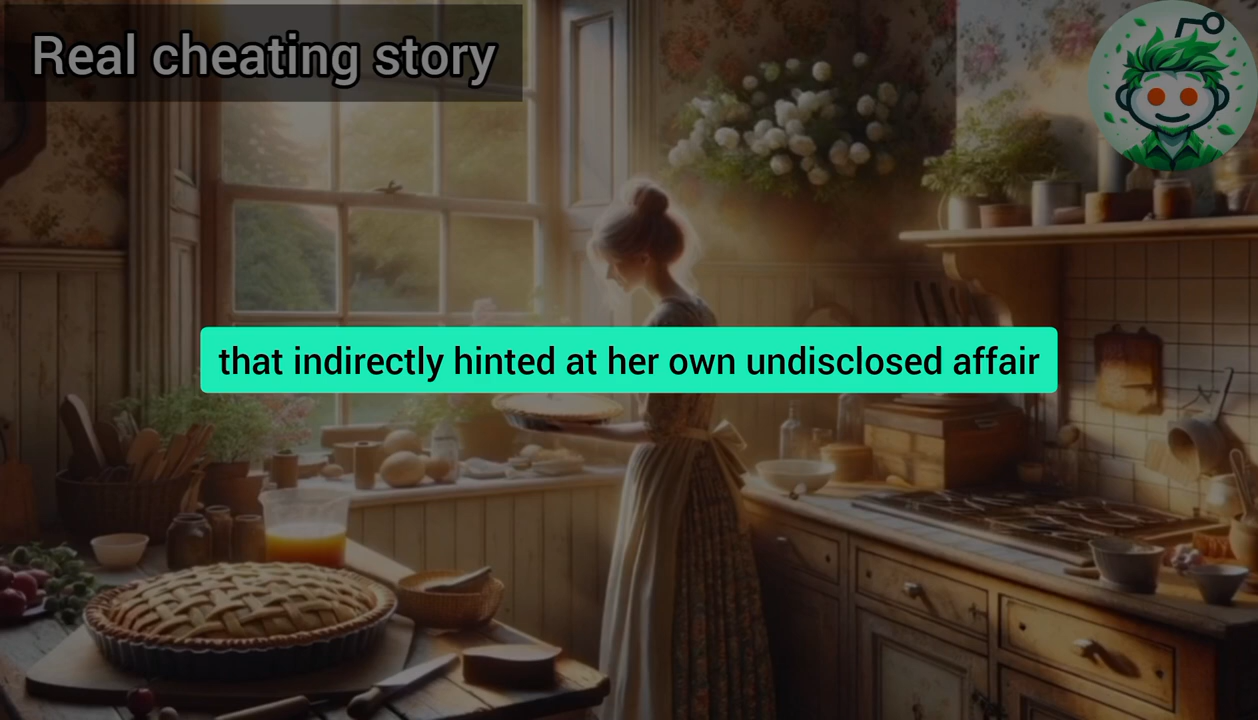 Real cheating story
that indirectly hinted at her own undisclosed affair